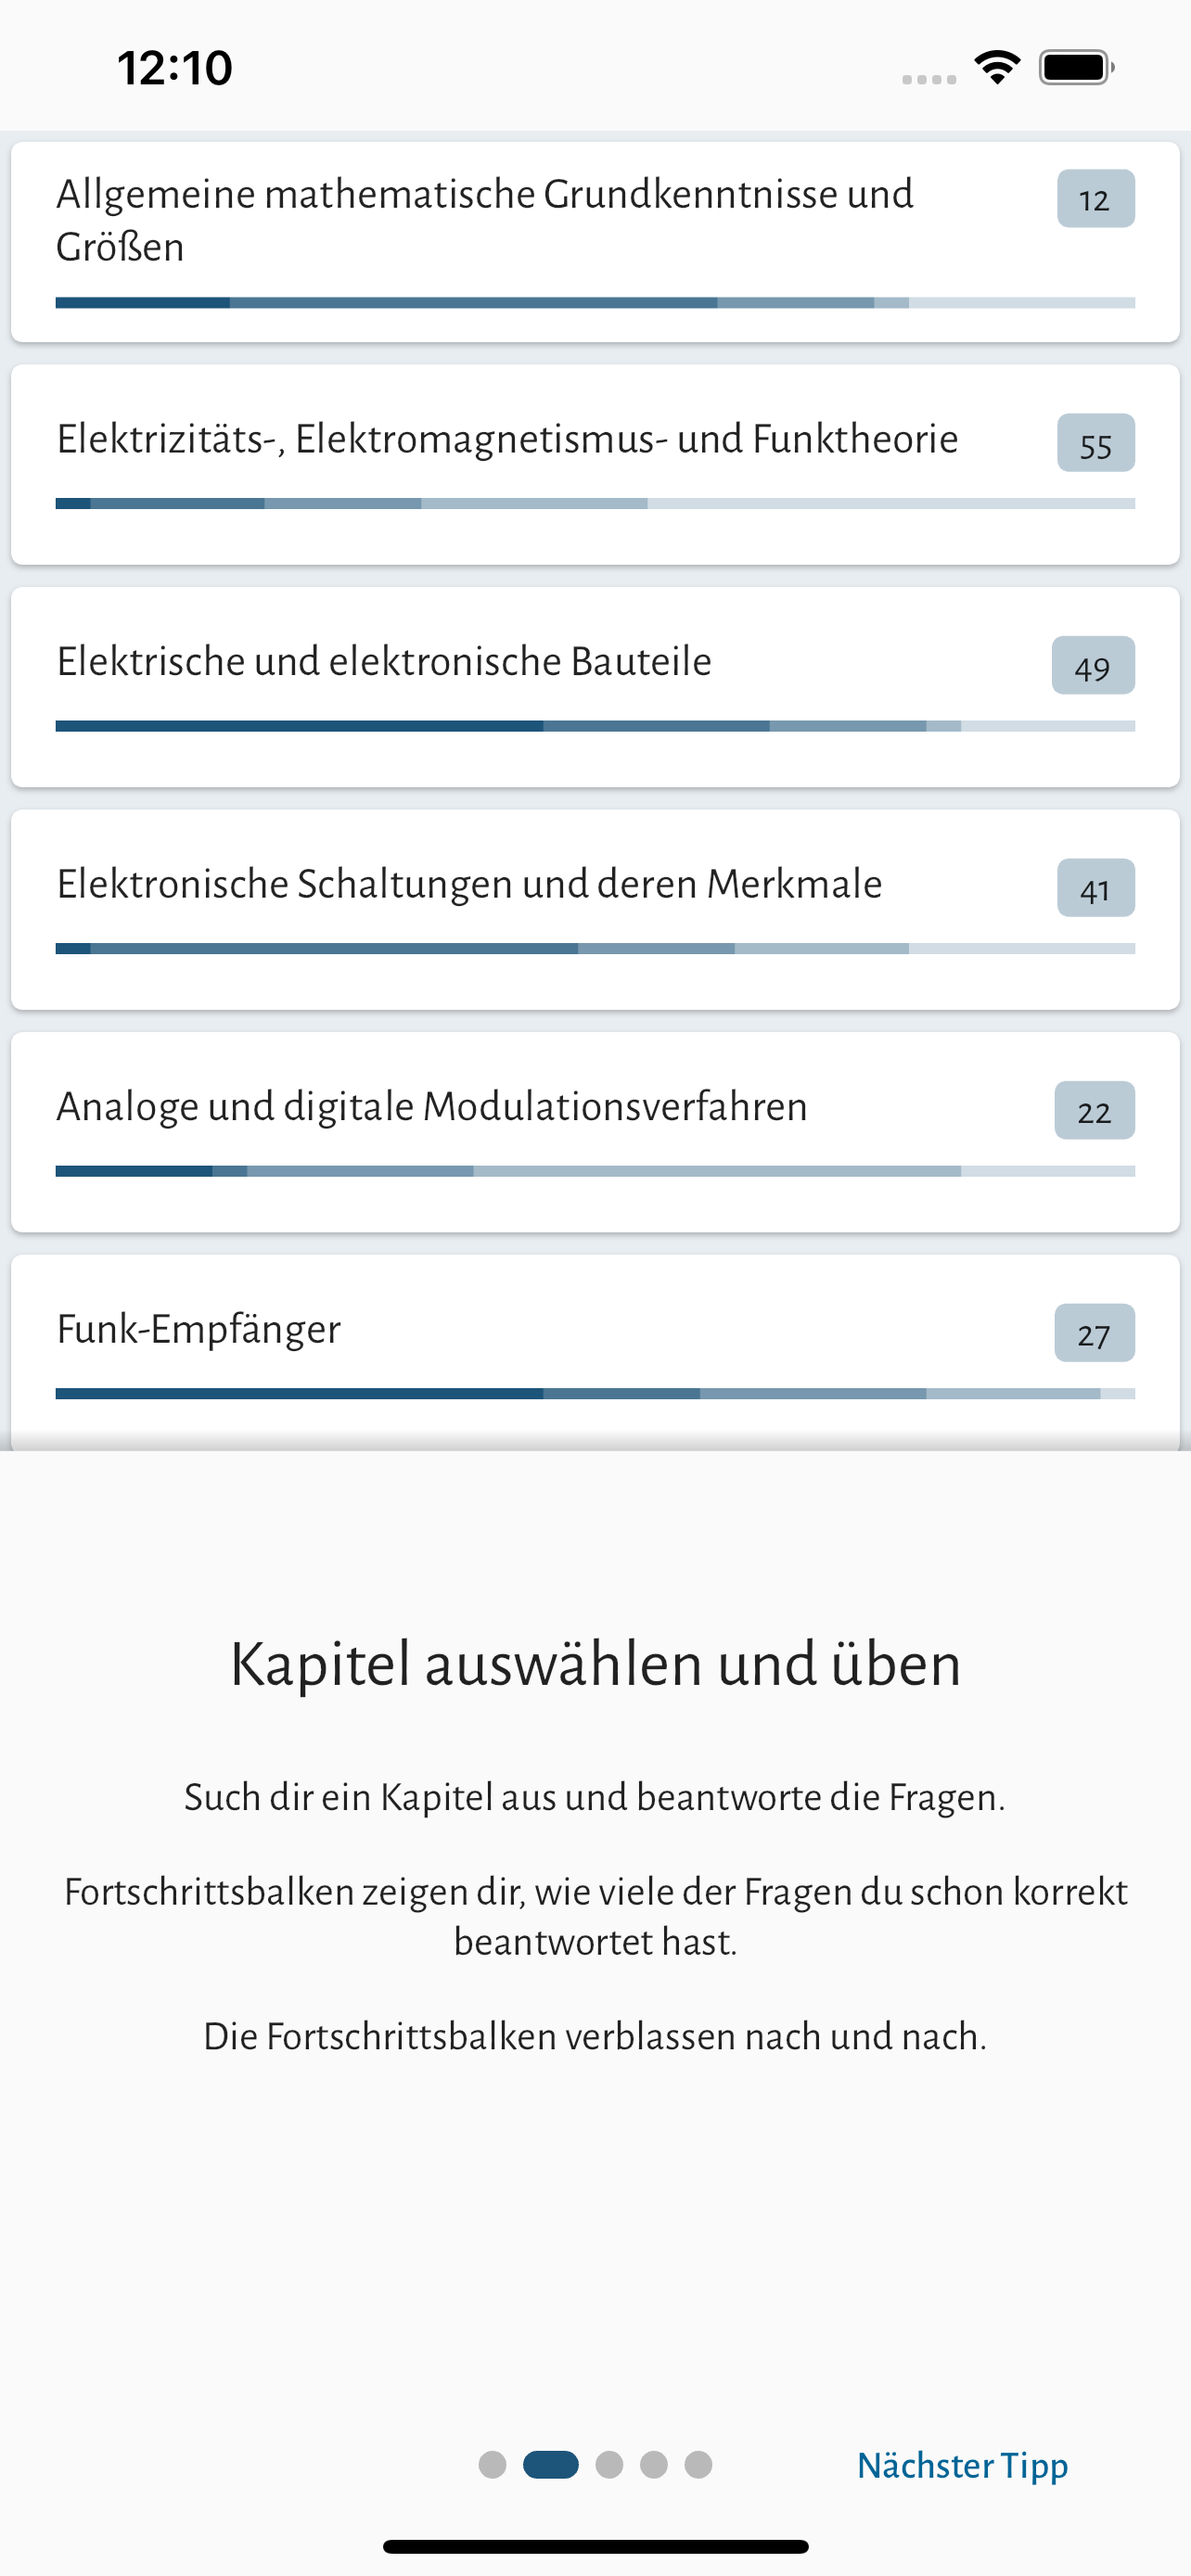 12:10
Allgemeine mathematische Grundkenntnisse und
Größen
12
Elektrizitäts-, Elektromagnetismus- und Funktheorie
55
Elektrische und elektronische Bauteile
49
Elektronische Schaltungen und deren Merkmale
41
Analoge und digitale Modulationsverfahren
22
Funk-Empfänger
27
Kapitel auswählen und üben
Such dir ein Kapitel aus und beantworte die Fragen.
Fortschrittsbalken zeigen dir, wie viele der Fragen du schon korrekt
beantwortet hast.
Die Fortschrittsbalken verblassen nach und nach.
Nächster Tipp